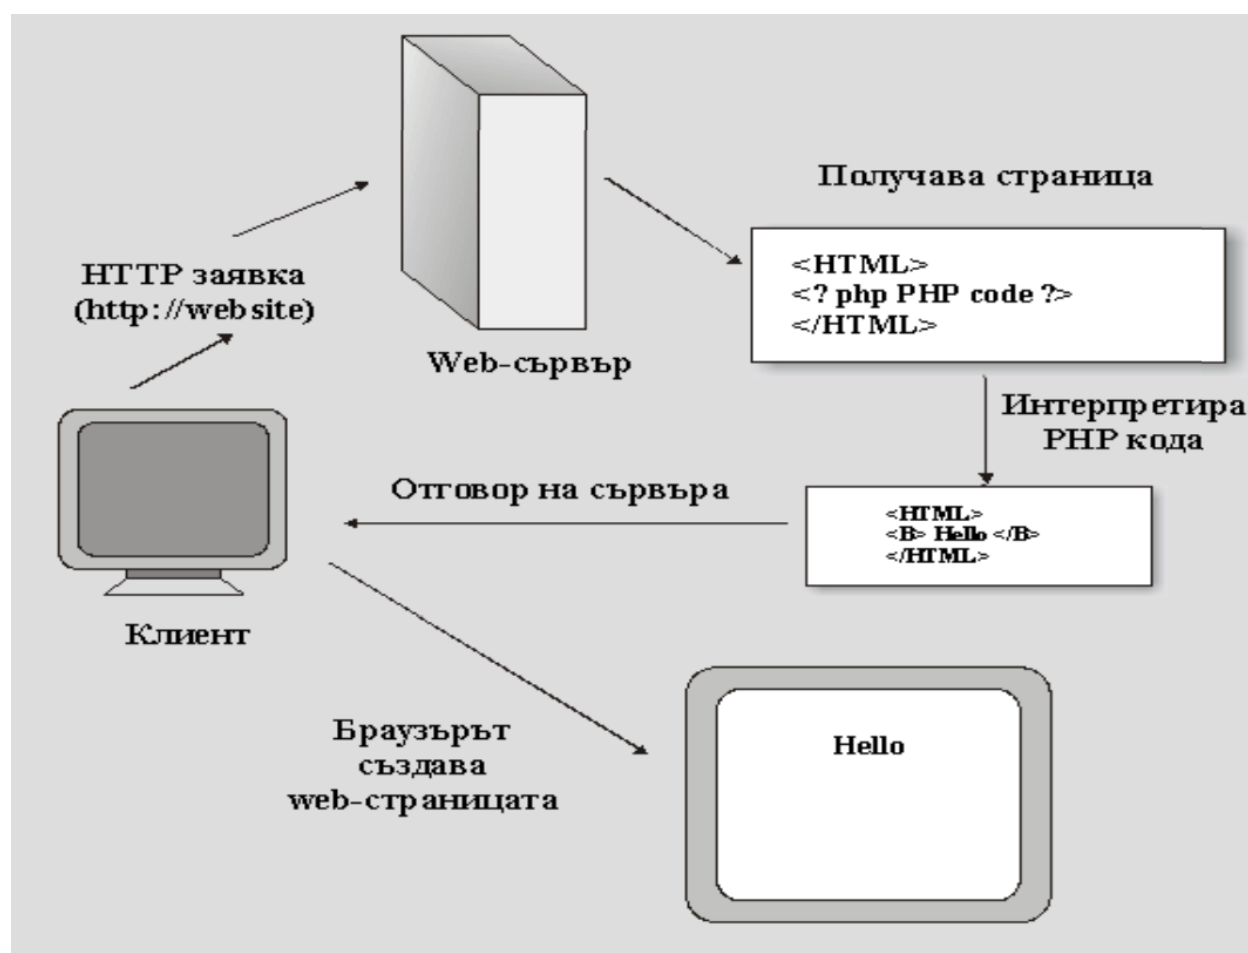 Получава страница
<HTML>
<? php PHP code ?>
</HTML>
HTTP заявка
(http://website)
Web-сървър
Интерпретира
PHP кода
Отговор на сървъра
<HTML>
<B> Hello </B>
</HTML>
Клиент
Браузърът
създава
web-страницата
Hello